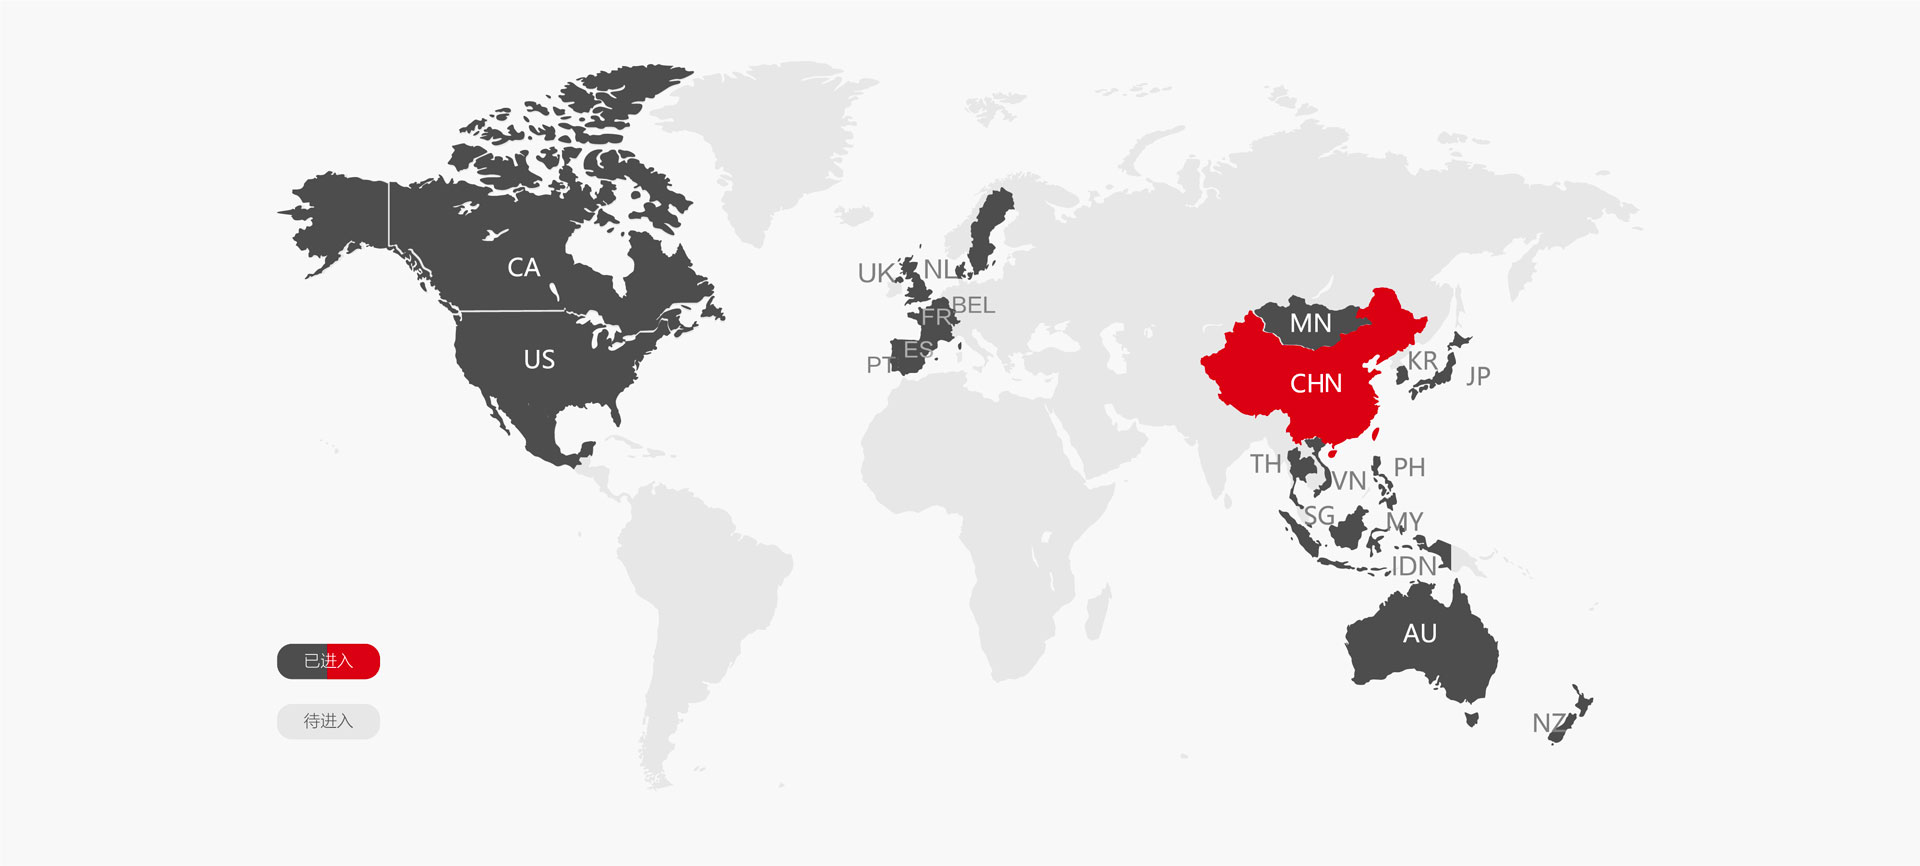 CA
US
UK
NL
BEL
FR
ES
PT
MN
CHN
KR
JP
TH
VN
PH
SG
MY
IDN
AU
NZ
已进入
待进入